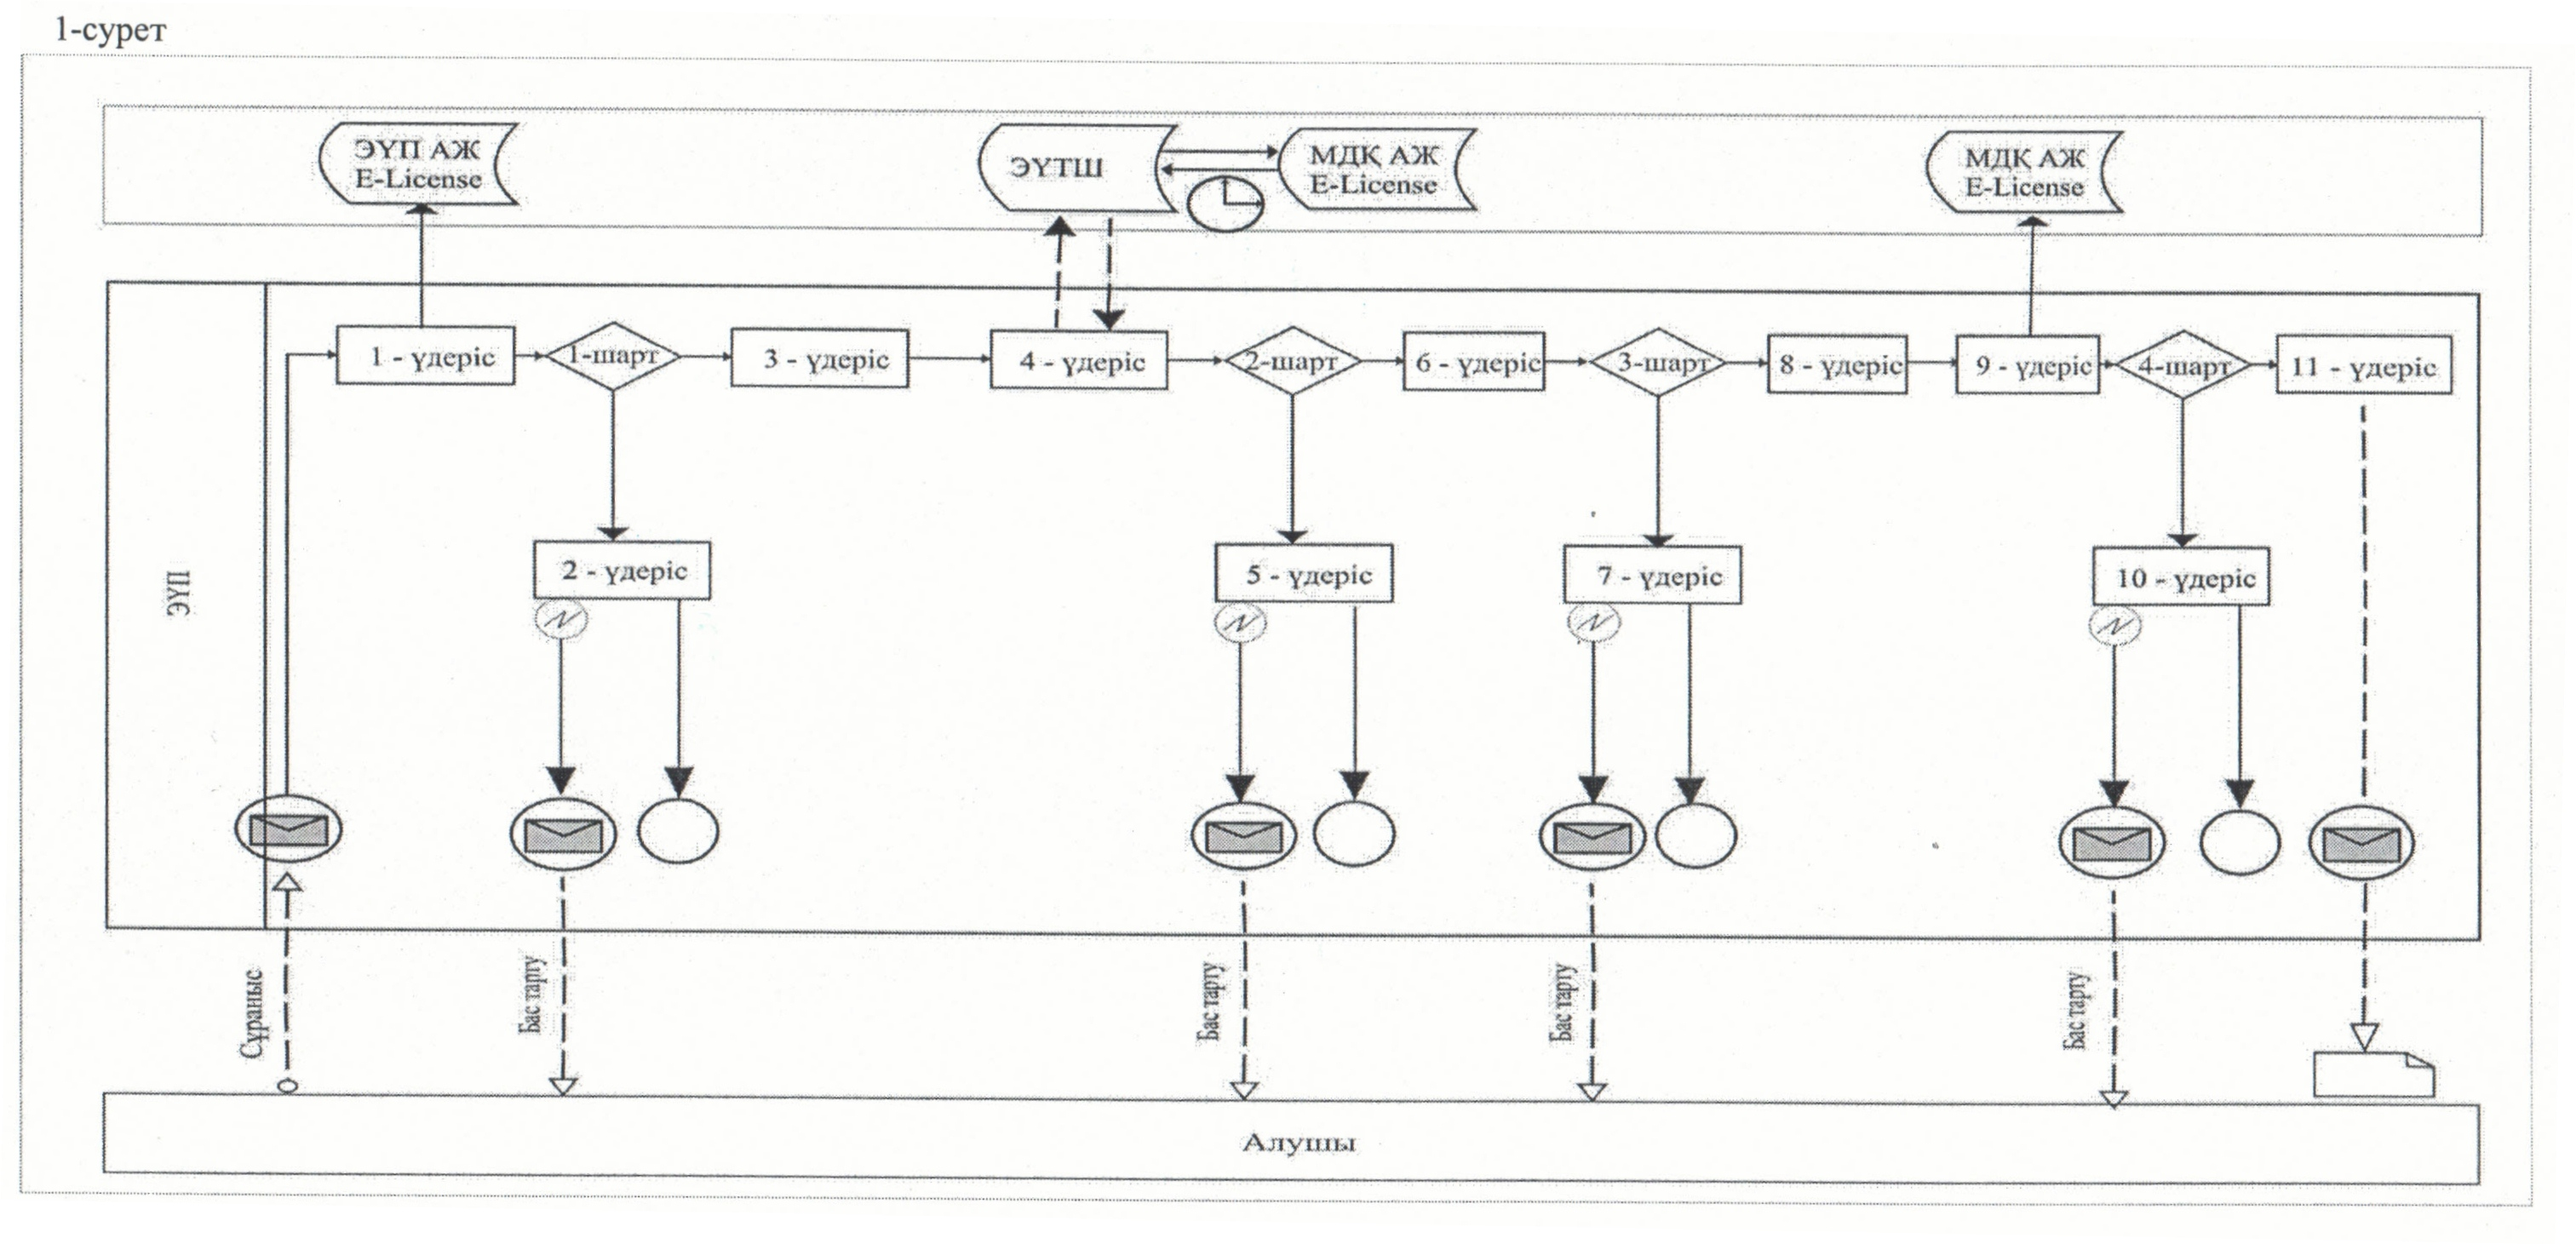 1-сурет
ЭҮП АЖ
E-License
ЭҮТШ
МДҚ АЖ
E-License
МДҚ АЖ
E-License
ЭҮП
1 - үдеріс
1-шарт
3 - үдеріс
4 - үдеріс
2-шарт
6 - үдеріс
3-шарт
8 - үдеріс
9 - үдеріс
4-шарт
11 - үдеріс
2 - үдеріс
5 - үдеріс
7 - үдеріс
10 - үдеріс
Сұраныс
Бас тарту
Бас тарту
Бас тарту
Бас тарту
Алушы